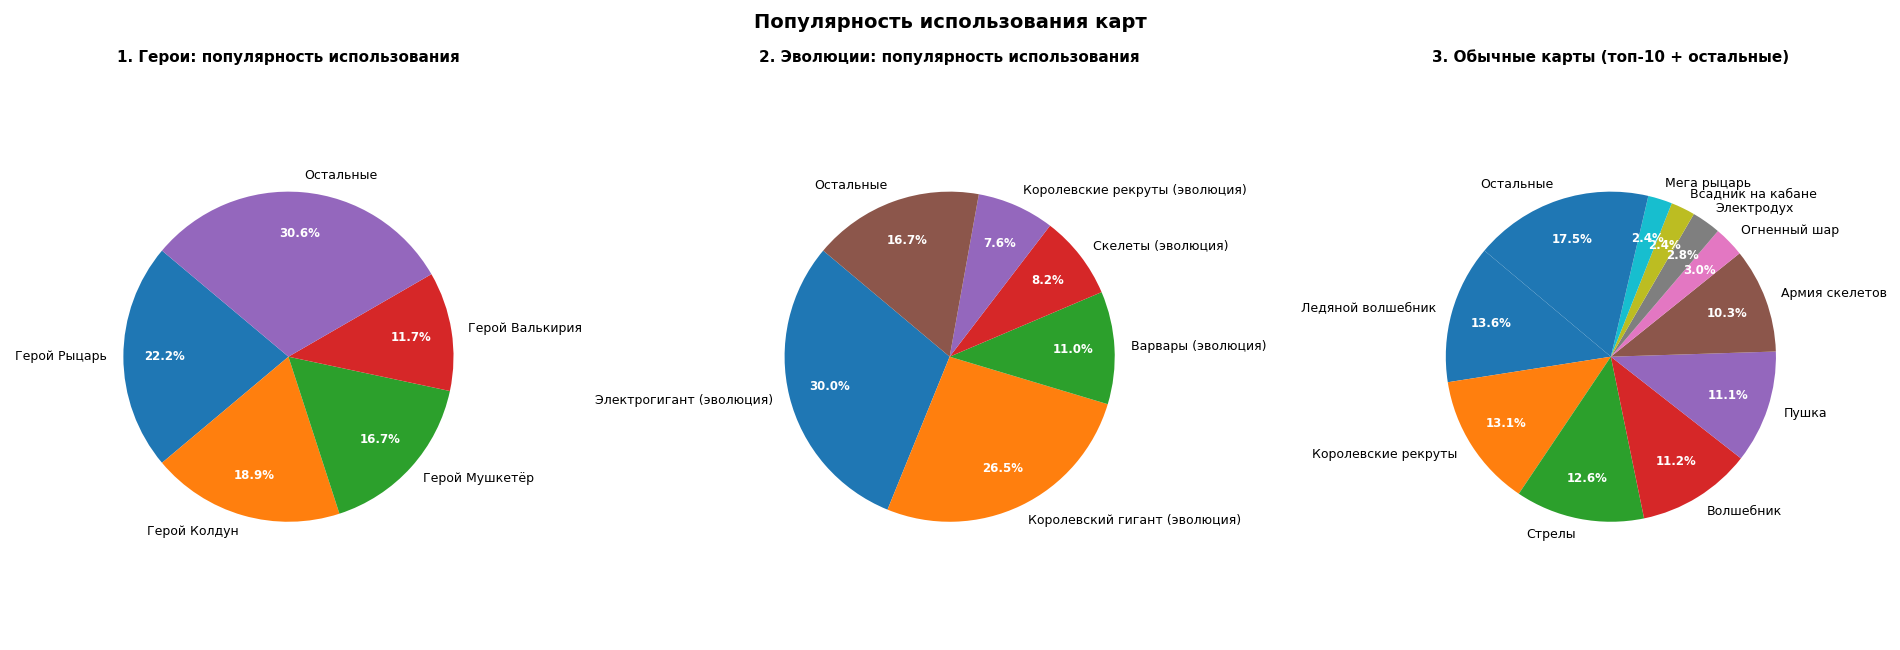 Популярность использования карт
1. Герои: популярность использования
Остальные
30.6%
Герой Рыцарь
22.2%
Герой Колдун
18.9%
Герой Мушкетёр
16.7%
Герой Валькирия
11.7%
2. Эволюции: популярность использования
Остальные
16.7%
Электрогигант (эволюция)
30.0%
Королевский гигант (эволюция)
26.5%
Варвары (эволюция)
11.0%
Скелеты (эволюция)
8.2%
Королевские рекруты (эволюция)
7.6%
3. Обычные карты (топ-10 + остальные)
Остальные
17.5%
Ледяной волшебник
13.6%
Королевские рекруты
13.1%
Стрелы
12.6%
Волшебник
11.2%
Пушка
11.1%
Армия скелетов
10.3%
Огненный шар
3.0%
Электродух
2.8%
Всадник на кабане
2.4%
Мега рыцарь
2.4%